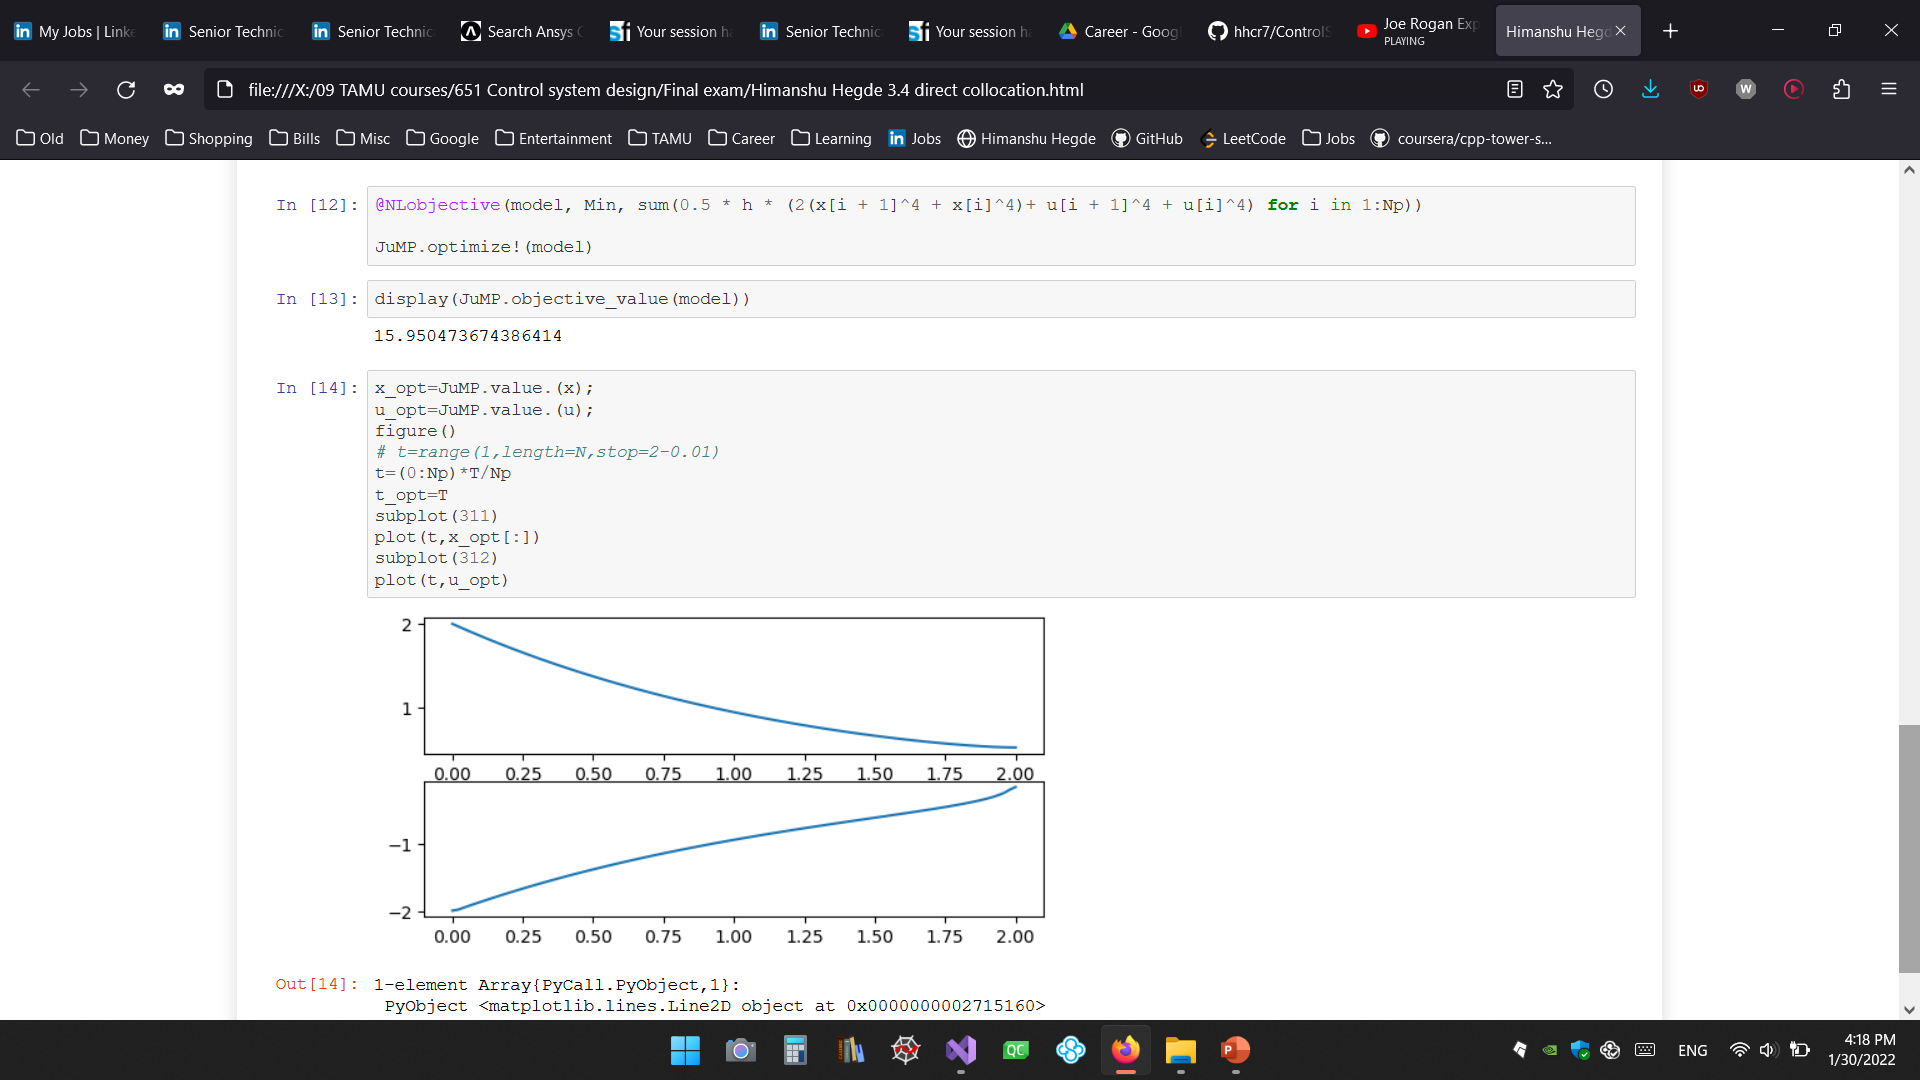 My Jobs | Linke
Senior Technic
Senior Technic
Search Ansys C
Your session ha
Senior Technic
Your session ha
Career - Googl
hhcr7/ControlS
Joe Rogan Exp
PLAYING
Himanshu Hegd
file:///X:/09 TAMU courses/651 Control system design/Final exam/Himanshu Hegde 3.4 direct collocation.html
Old Money Shopping Bills Misc Google Entertainment TAMU Career Learning Jobs Himanshu Hegde GitHub LeetCode Jobs coursera/cpp-tower-s...
In [12]: @NLobjective(model, Min, sum(0.5 * h * (2(x[i + 1]^4 + x[i]^4)+ u[i + 1]^4 + u[i]^4) for i in 1:Np))
JuMP.optimize!(model)
In [13]: display(JuMP.objective_value(model))
15.950473674386414
In [14]: x_opt=JuMP.value.(x);
u_opt=JuMP.value.(u);
figure()
# t=range(1,length=N,stop=2-0.01)
t=(0:Np)*T/Np
t_opt=T
subplot(311)
plot(t,x_opt[:])
subplot(312)
plot(t,u_opt)
2
1
0.00 0.25 0.50 0.75 1.00 1.25 1.50 1.75 2.00
−1
−2
0.00 0.25 0.50 0.75 1.00 1.25 1.50 1.75 2.00
Out[14]: 1-element Array{PyCall.PyObject,1}:
PyObject <matplotlib.lines.Line2D object at 0x0000000002715160>
QC
P
ENG
4:18 PM
1/30/2022